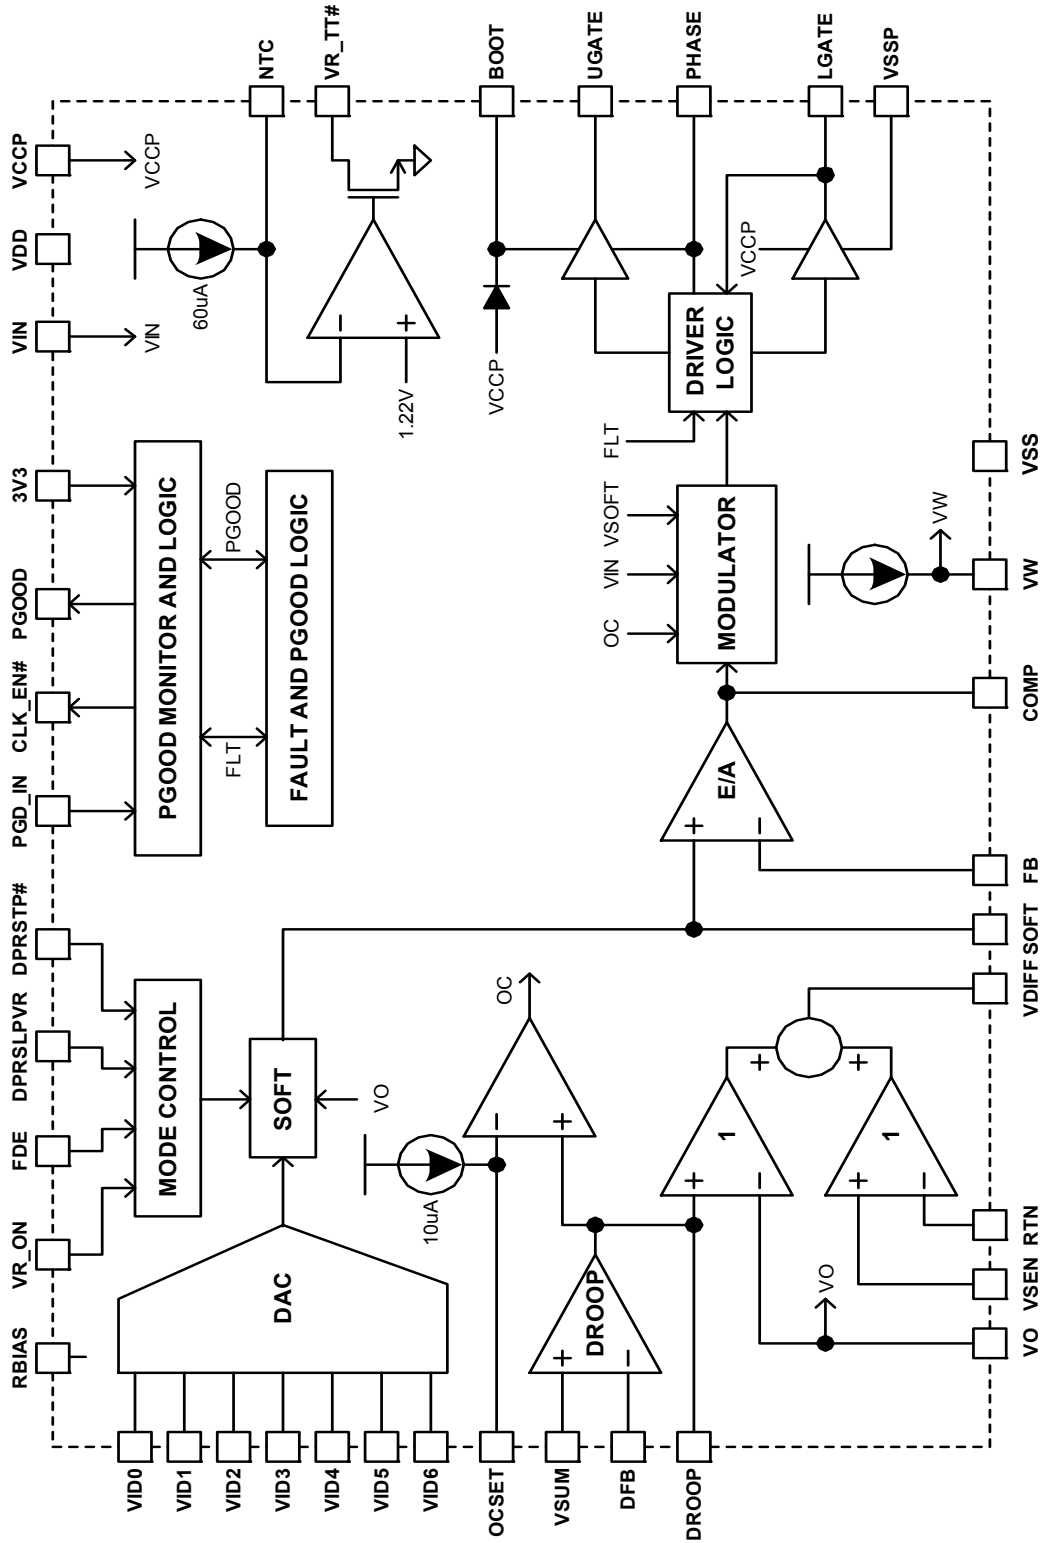 RBIAS
VR_ON
FDE
DPRSLPVR
DPRSTP#
PGD_IN
CLK_EN#
PGOOD
3V3
VIN
VDD
VCCP
VIN
VCCP
MODE CONTROL
PGOOD MONITOR AND LOGIC
FLT
PGOOD
FAULT AND PGOOD LOGIC
60uA
NTC
VR_TT#
1.22V
VID0
VID1
VID2
VID3
VID4
VID5
VID6
DAC
SOFT
VO
10uA
OC
OCSET
VSUM
DFB
DROOP
DROOP
1
1
VO
E/A
OC
VIN
VSOFT
MODULATOR
FLT
DRIVER
LOGIC
VCCP
VCCP
BOOT
UGATE
PHASE
LGATE
VSSP
VW
VO
VSEN
RTN
VDIFF
SOFT
FB
COMP
VW
VSS